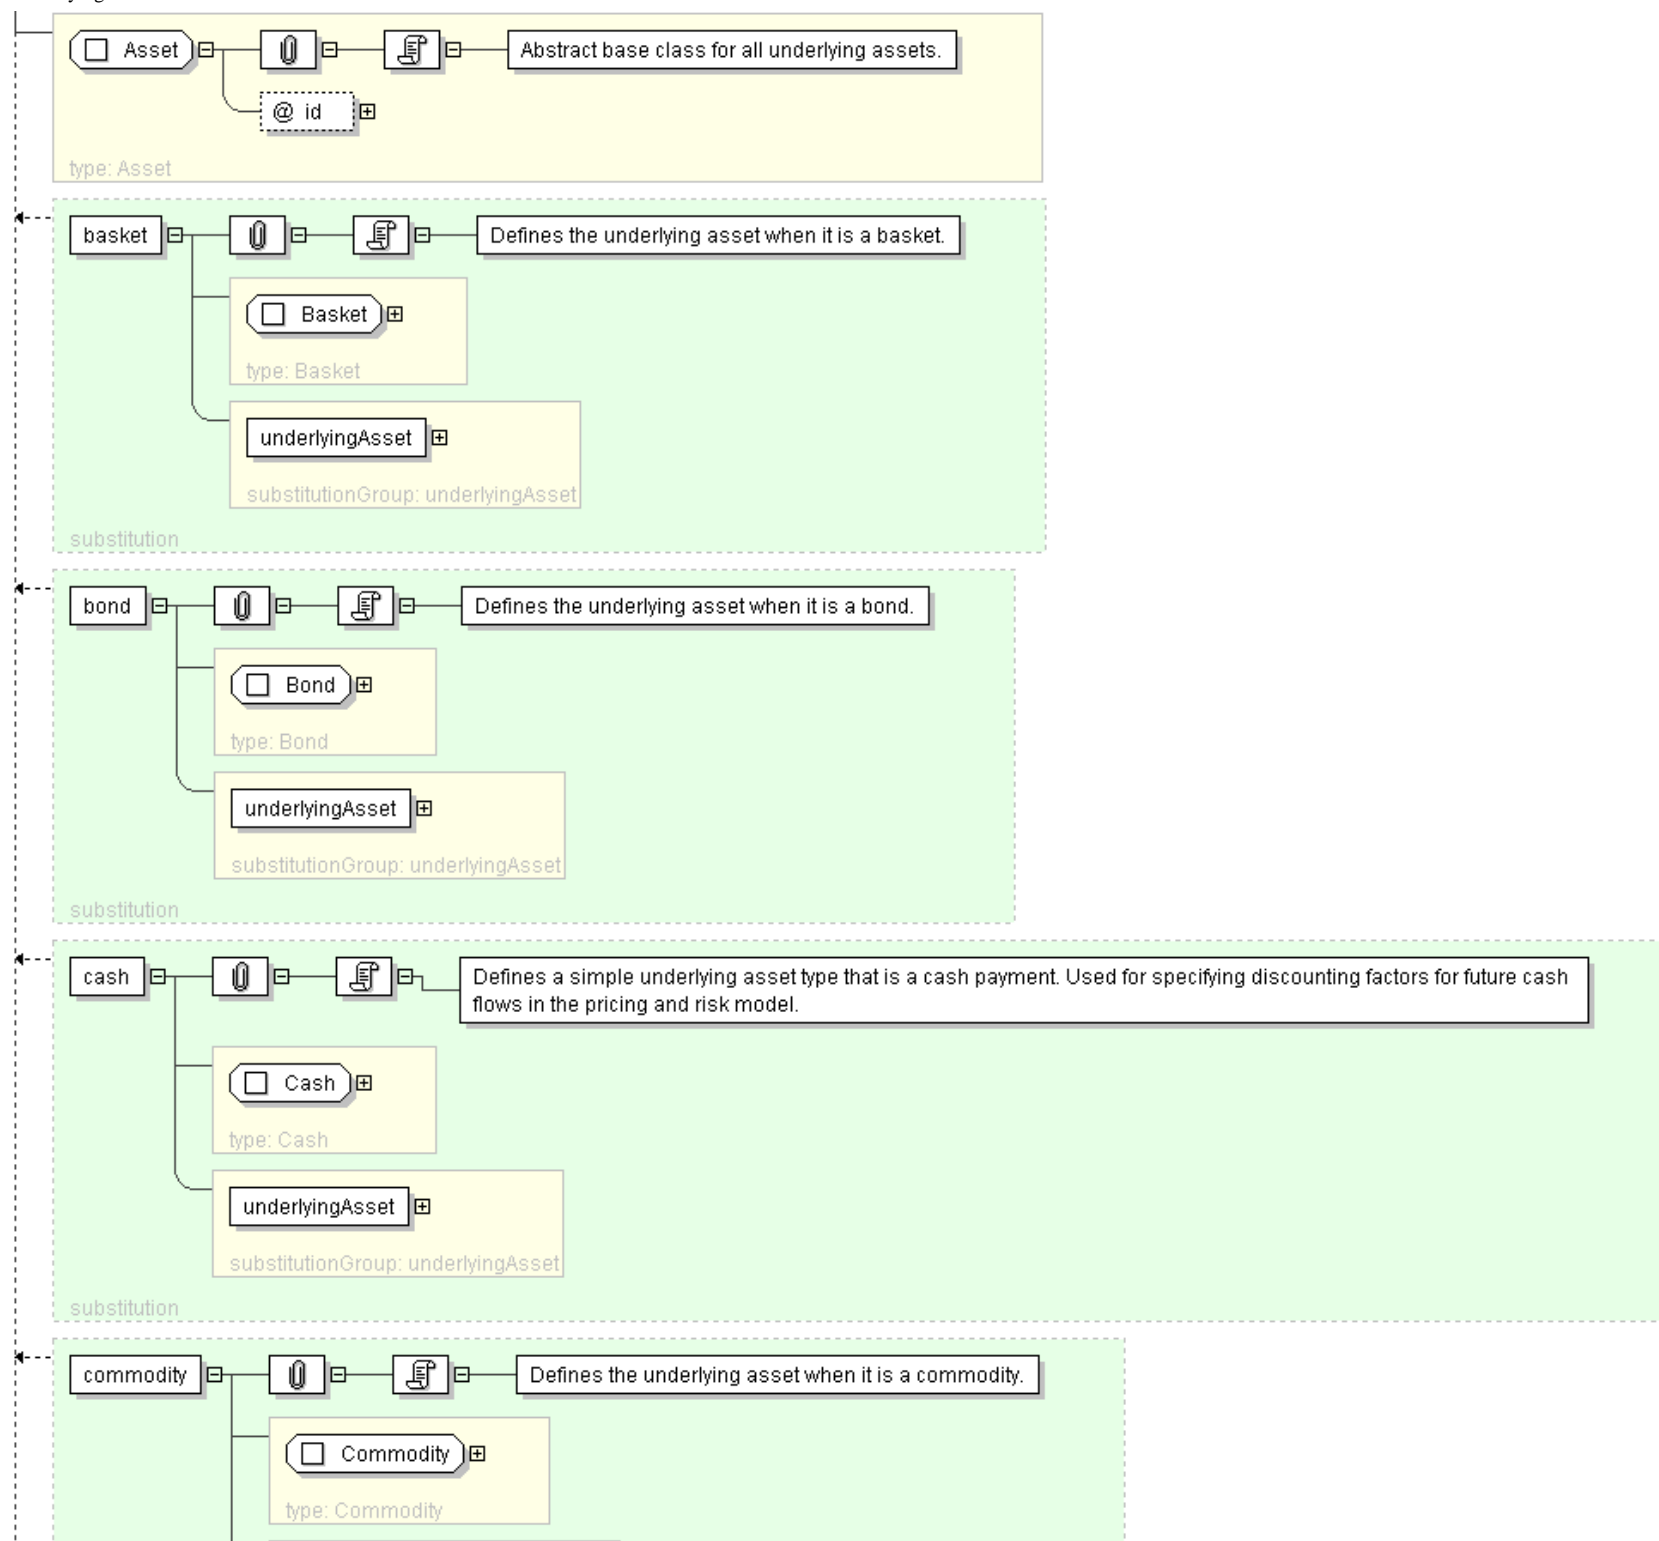 Asset
Abstract base class for all underlying assets.
@ id
type: Asset
basket
Defines the underlying asset when it is a basket.
Basket
type: Basket
underlyingAsset
substitutionGroup: underlyingAsset
substitution
bond
Defines the underlying asset when it is a bond.
Bond
type: Bond
underlyingAsset
substitutionGroup: underlyingAsset
substitution
cash
Defines a simple underlying asset type that is a cash payment. Used for specifying discounting factors for future cash
flows in the pricing and risk model.
Cash
type: Cash
underlyingAsset
substitutionGroup: underlyingAsset
substitution
commodity
Defines the underlying asset when it is a commodity.
Commodity
type: Commodity